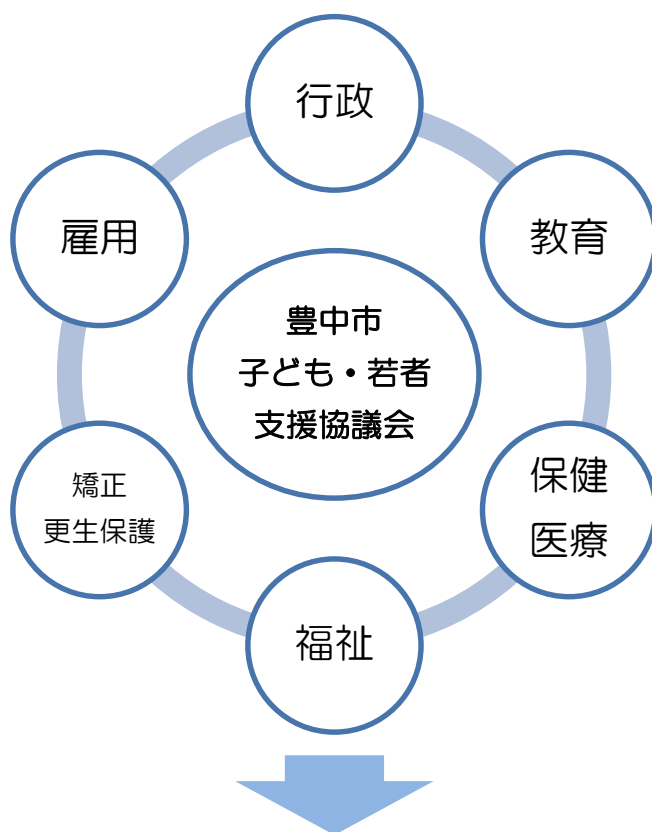 行政
雇用
教育
豊中市
子ども・若者
支援協議会
矯正
更生保護
保健
医療
福祉